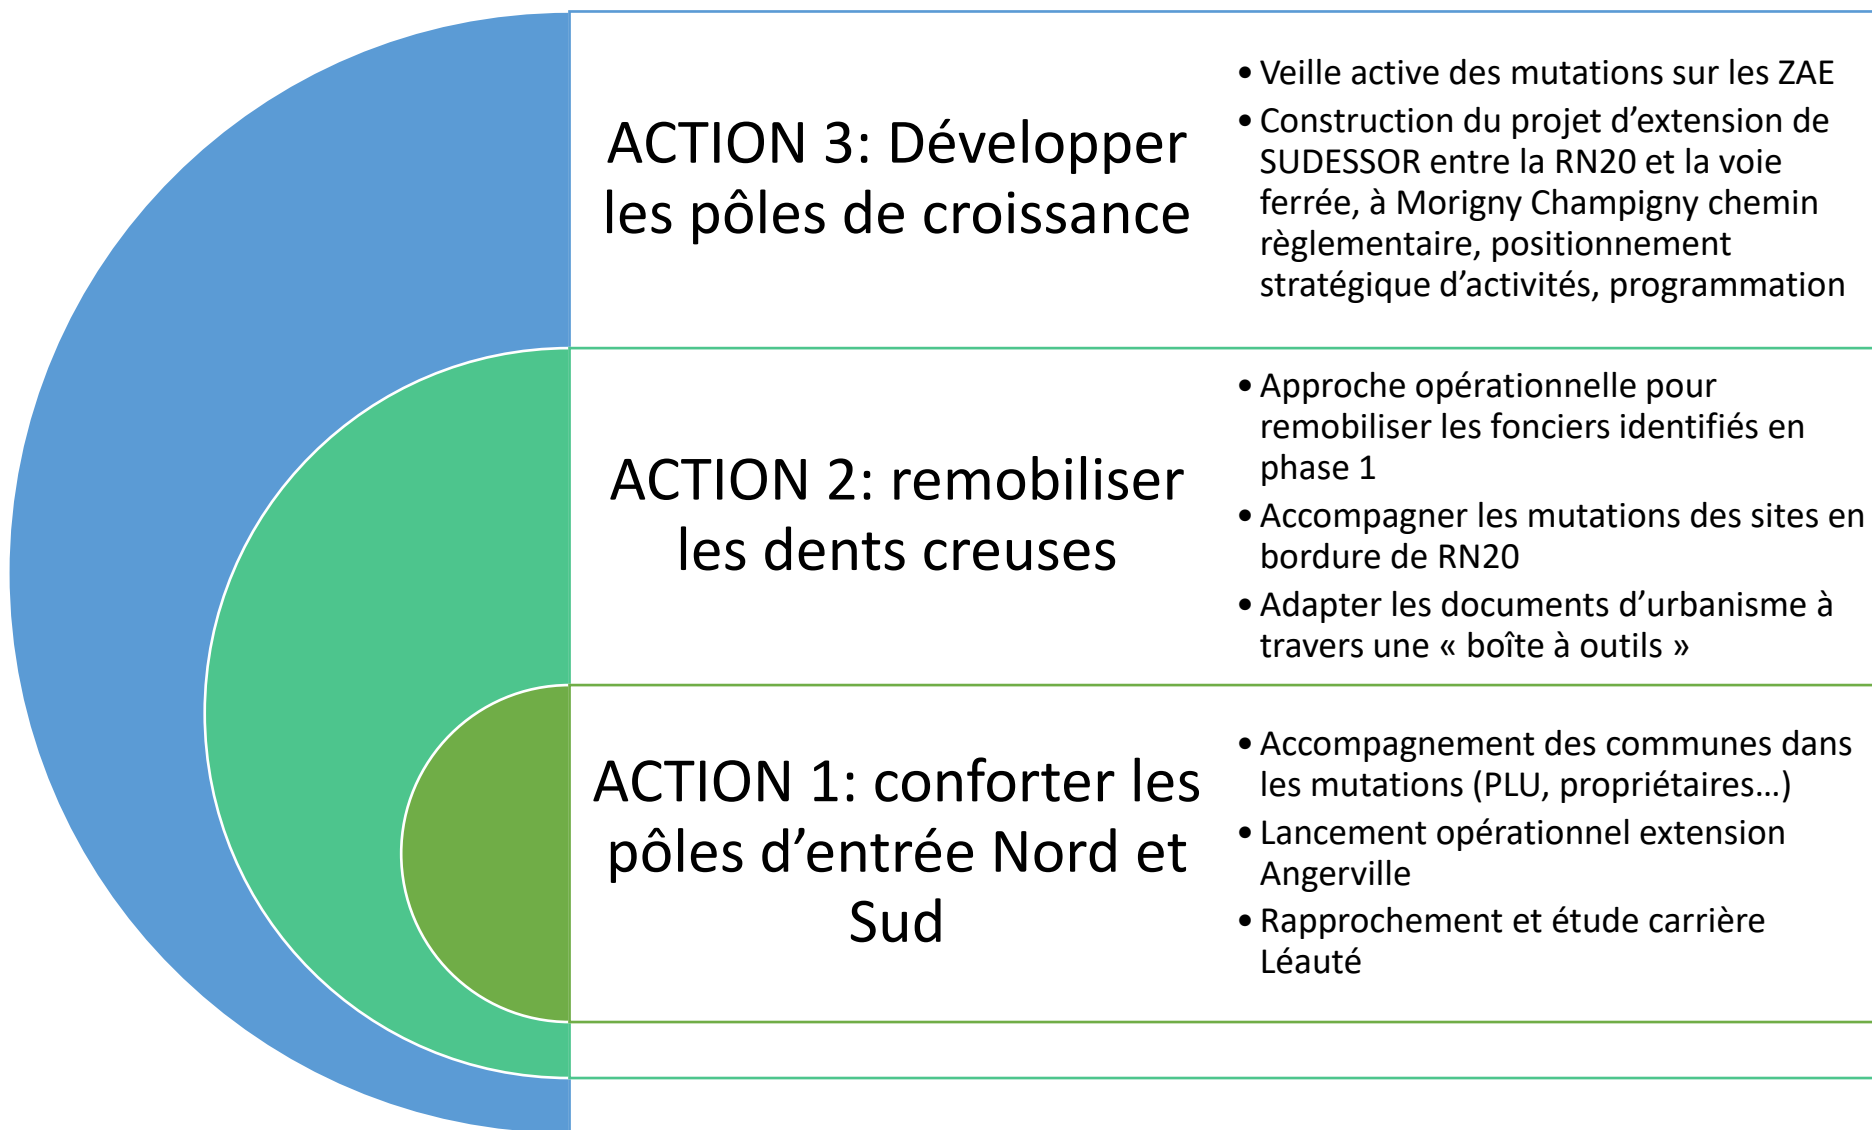 ACTION 3: Développer
les pôles de croissance
• Veille active des mutations sur les ZAE
• Construction du projet d’extension de
SUDESSOR entre la RN20 et la voie
ferrée, à Morigny Champigny chemin
règlementaire, positionnement
stratégique d’activités, programmation
ACTION 2: remobiliser
les dents creuses
• Approche opérationnelle pour
remobiliser les fonciers identifiés en
phase 1
• Accompagner les mutations des sites en
bordure de RN20
• Adapter les documents d’urbanisme à
travers une « boîte à outils »
ACTION 1: conforter les
pôles d’entrée Nord et
Sud
• Accompagnement des communes dans
les mutations (PLU, propriétaires…)
• Lancement opérationnel extension
Angerville
• Rapprochement et étude carrière
Léauté